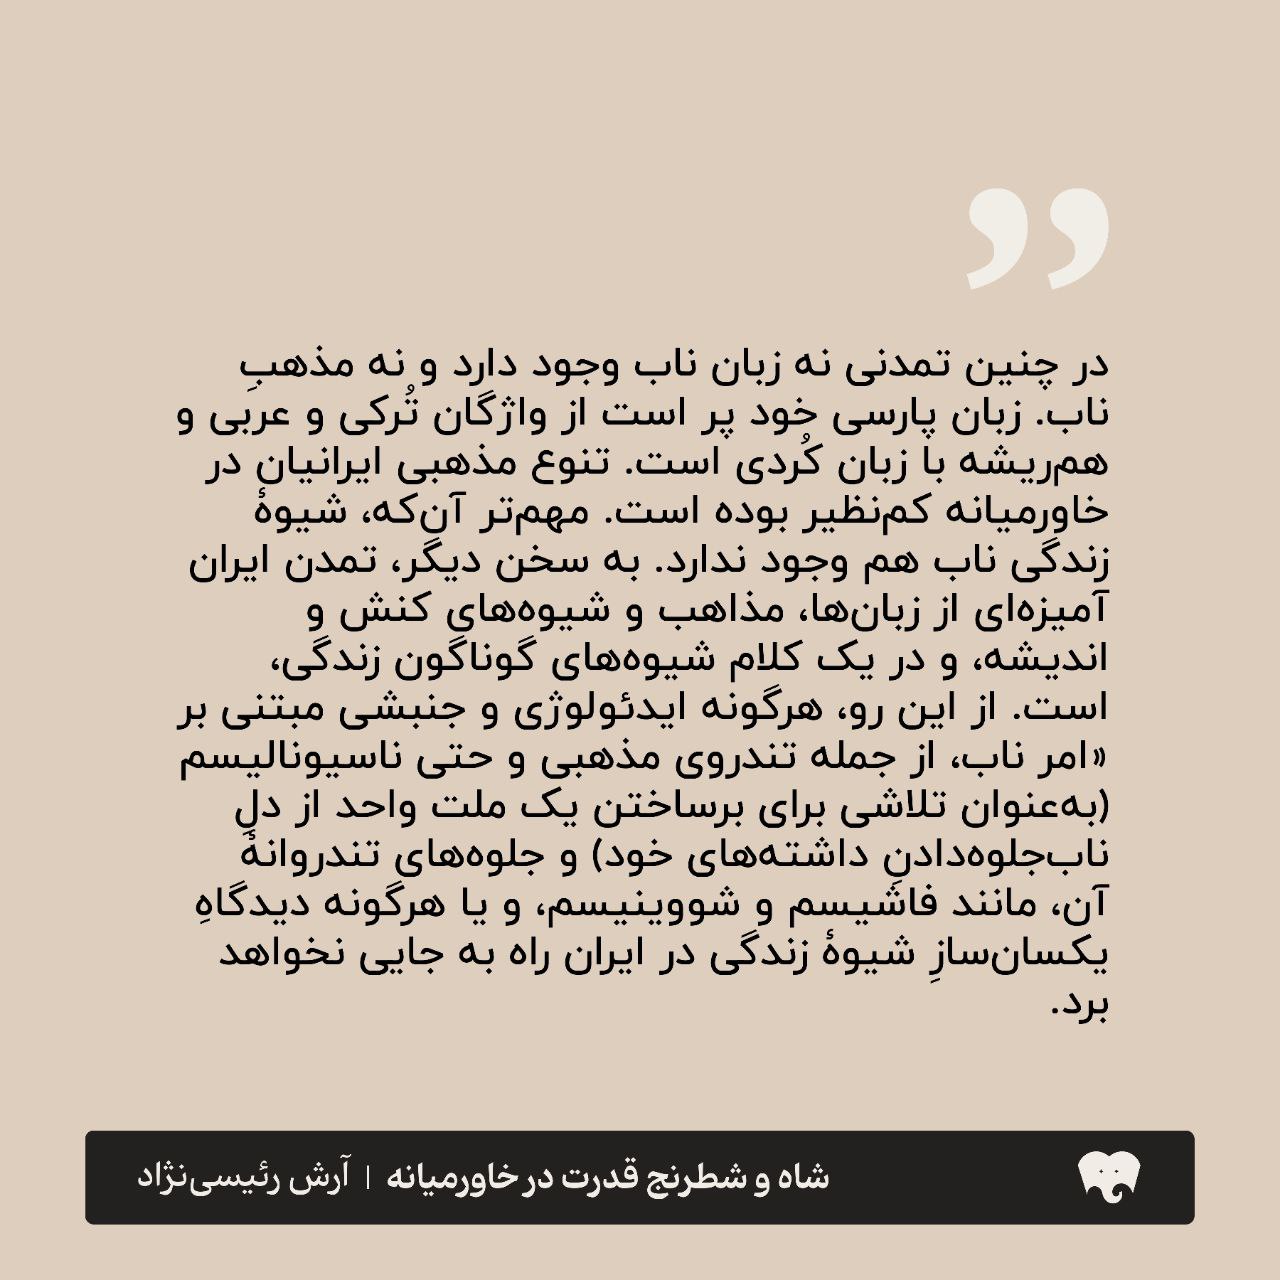 در چنین تمدنی نه زبان ناب وجود دارد و نه مذهبِ
ناب. زبان پارسی خود پر است از واژگان تُرکی و عربی و
هم‌ریشه با زبان کُردی است. تنوع مذهبی ایرانیان در
خاورمیانه کم‌نظیر بوده است. مهم‌تر آن‌که، شیوهٔ
زندگی ناب هم وجود ندارد. به سخن دیگر، تمدن ایران
آمیزه‌ای از زبان‌ها، مذاهب و شیوه‌های کنش و
اندیشه، و در یک کلام شیوه‌های گوناگون زندگی،
است. از این رو، هرگونه ایدئولوژی و جنبشی مبتنی بر
«امر ناب، از جمله تندروی مذهبی و حتی ناسیونالیسم
(به‌عنوان تلاشی برای برساختن یک ملت واحد از دلِ
ناب‌جلوه‌دادنِ داشته‌های خود) و جلوه‌های تندروانهٔ
آن، مانند فاشیسم و شووینیسم، و یا هرگونه دیدگاهِ
یکسان‌سازِ شیوهٔ زندگی در ایران راه به جایی نخواهد
برد.
شاه و شطرنج قدرت در خاورمیانه | آرش رئیسی‌نژاد